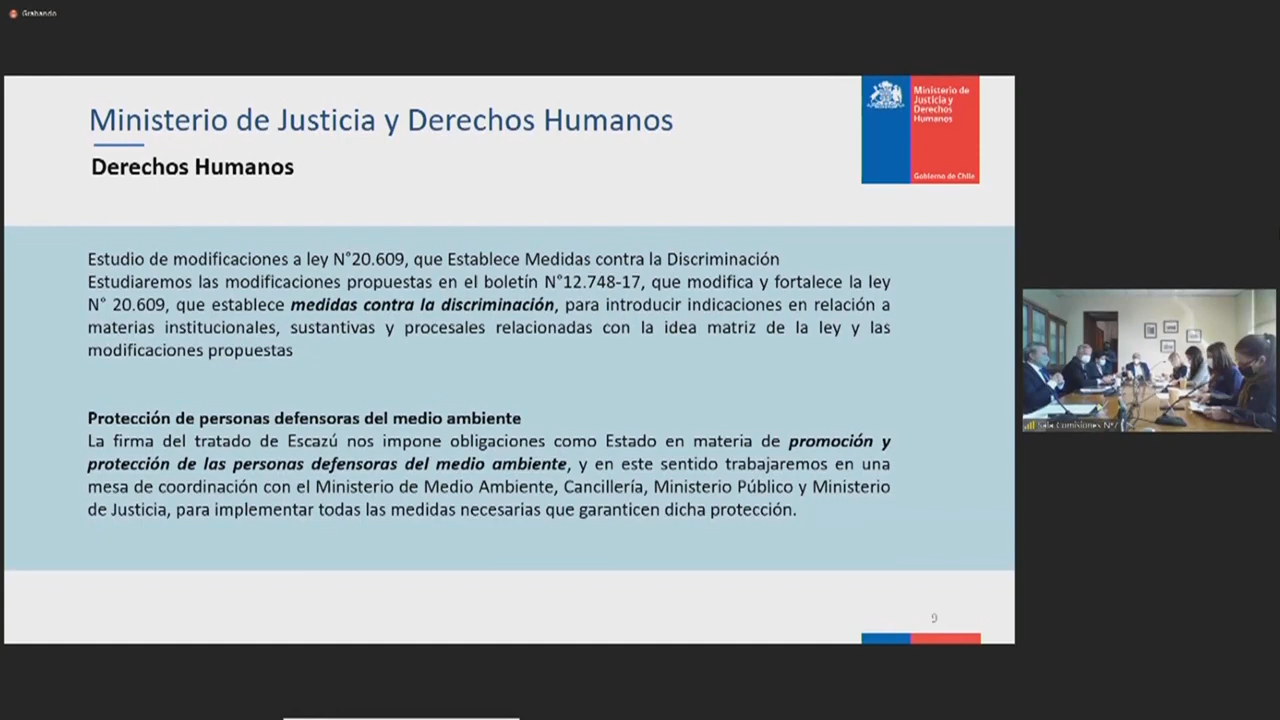 Grabando
Ministerio de Justicia y Derechos Humanos
Derechos Humanos
Ministerio de
Justicia y
Derechos
Humanos
Gobierno de Chile
Estudio de modificaciones a ley N°20.609, que Establece Medidas contra la Discriminación
Estudiaremos las modificaciones propuestas en el boletín N°12.748-17, que modifica y fortalece la ley
N° 20.609, que establece medidas contra la discriminación, para introducir indicaciones en relación a
materias institucionales, sustantivas y procesales relacionadas con la idea matriz de la ley y las
modificaciones propuestas
Protección de personas defensoras del medio ambiente
La firma del tratado de Escazú nos impone obligaciones como Estado en materia de promoción y
protección de las personas defensoras del medio ambiente, y en este sentido trabajaremos en una
mesa de coordinación con el Ministerio de Medio Ambiente, Cancillería, Ministerio Público y Ministerio
de Justicia, para implementar todas las medidas necesarias que garanticen dicha protección.
9
Sala Comisiones N°7